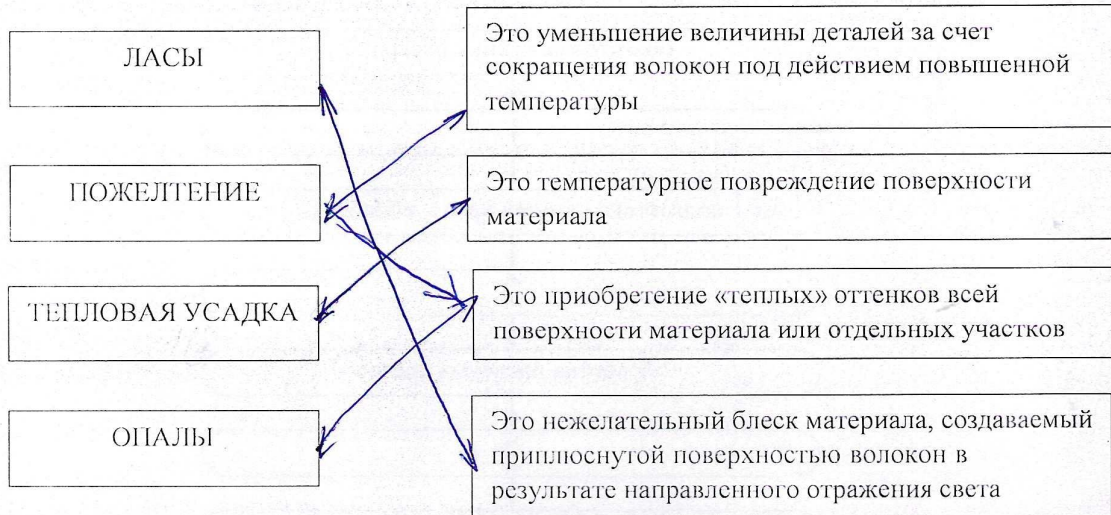 ЛАСЫ
Это уменьшение величины деталей за счет
сокращения волокон под действием повышенной
температуры
ПОЖЕЛТЕНИЕ
Это температурное повреждение поверхности
материала
ТЕПЛОВАЯ УСАДКА
Это приобретение «теплых» оттенков всей
поверхности материала или отдельных участков
ОПАЛЫ
Это нежелательный блеск материала, создаваемый
приплюснутой поверхностью волокон в
результате направленного отражения света